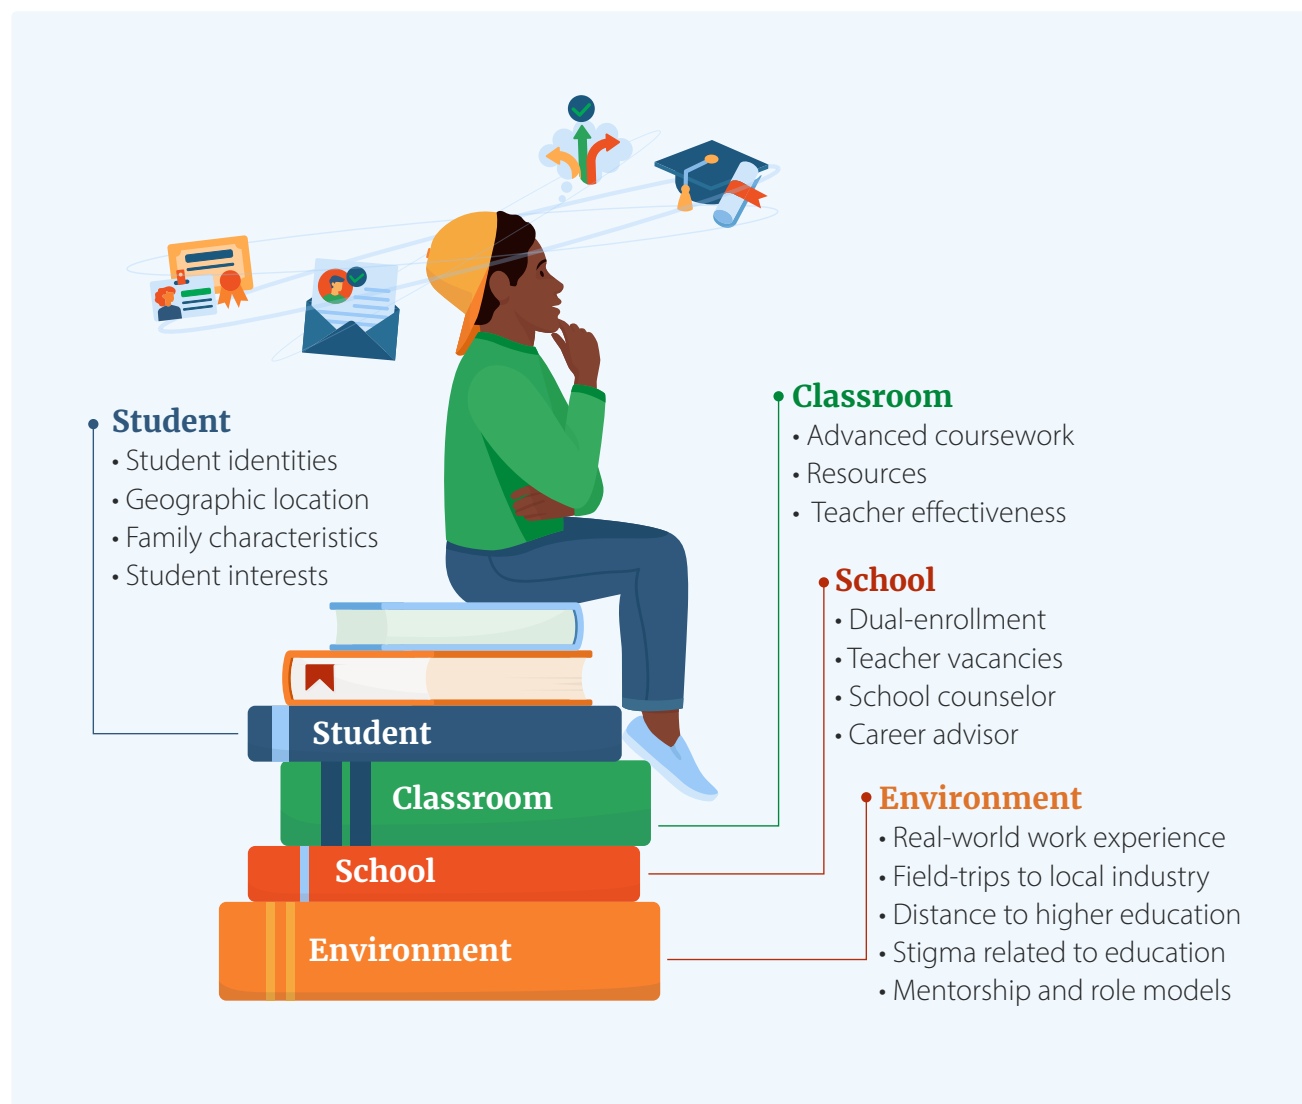 Student
• Student identities
• Geographic location
• Family characteristics
• Student interests
Classroom
• Advanced coursework
• Resources
• Teacher effectiveness
School
• Dual-enrollment
• Teacher vacancies
• School counselor
• Career advisor
Environment
• Real-world work experience
• Field-trips to local industry
• Distance to higher education
• Stigma related to education
• Mentorship and role models
Student
Classroom
School
Environment